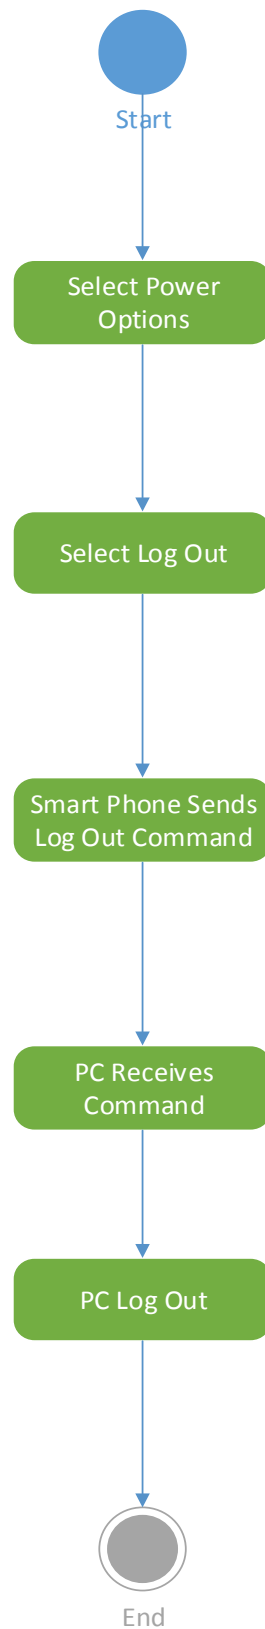 Start
Select Power
Options
Select Log Out
Smart Phone Sends
Log Out Command
PC Receives
Command
PC Log Out
End